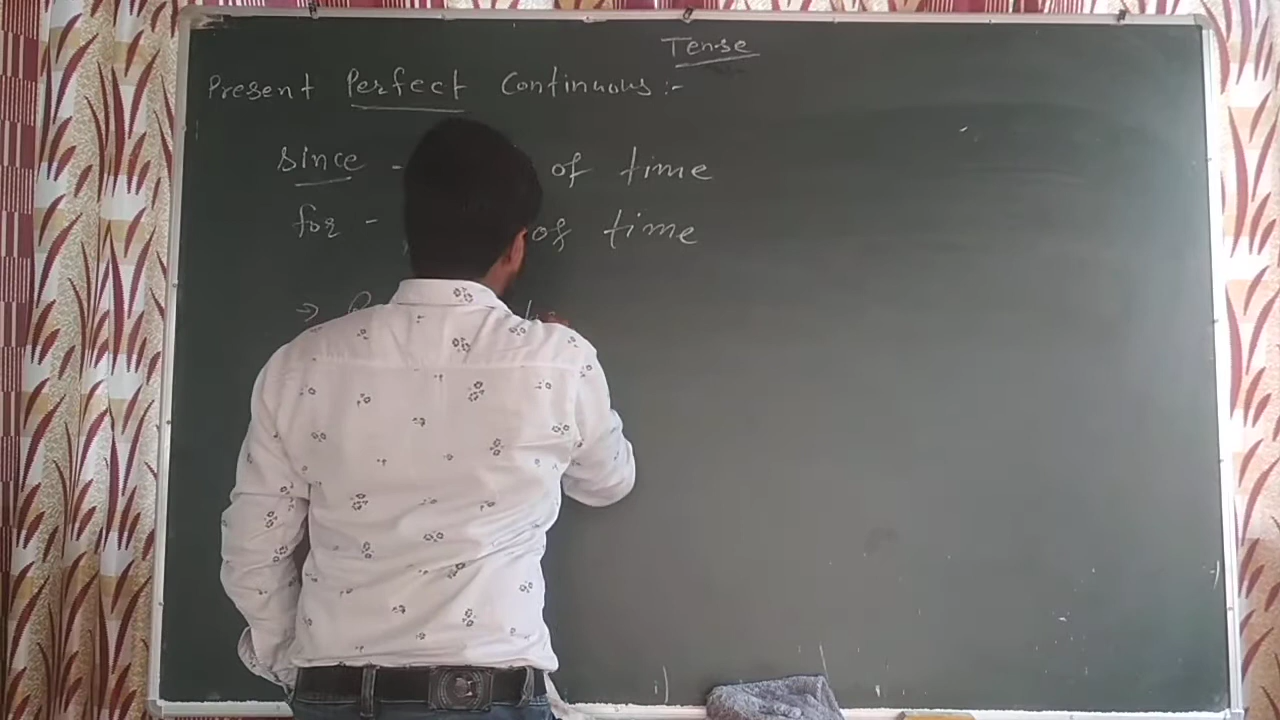 Tense
Present Perfect Continuous :-
since - of time
for - of time
→